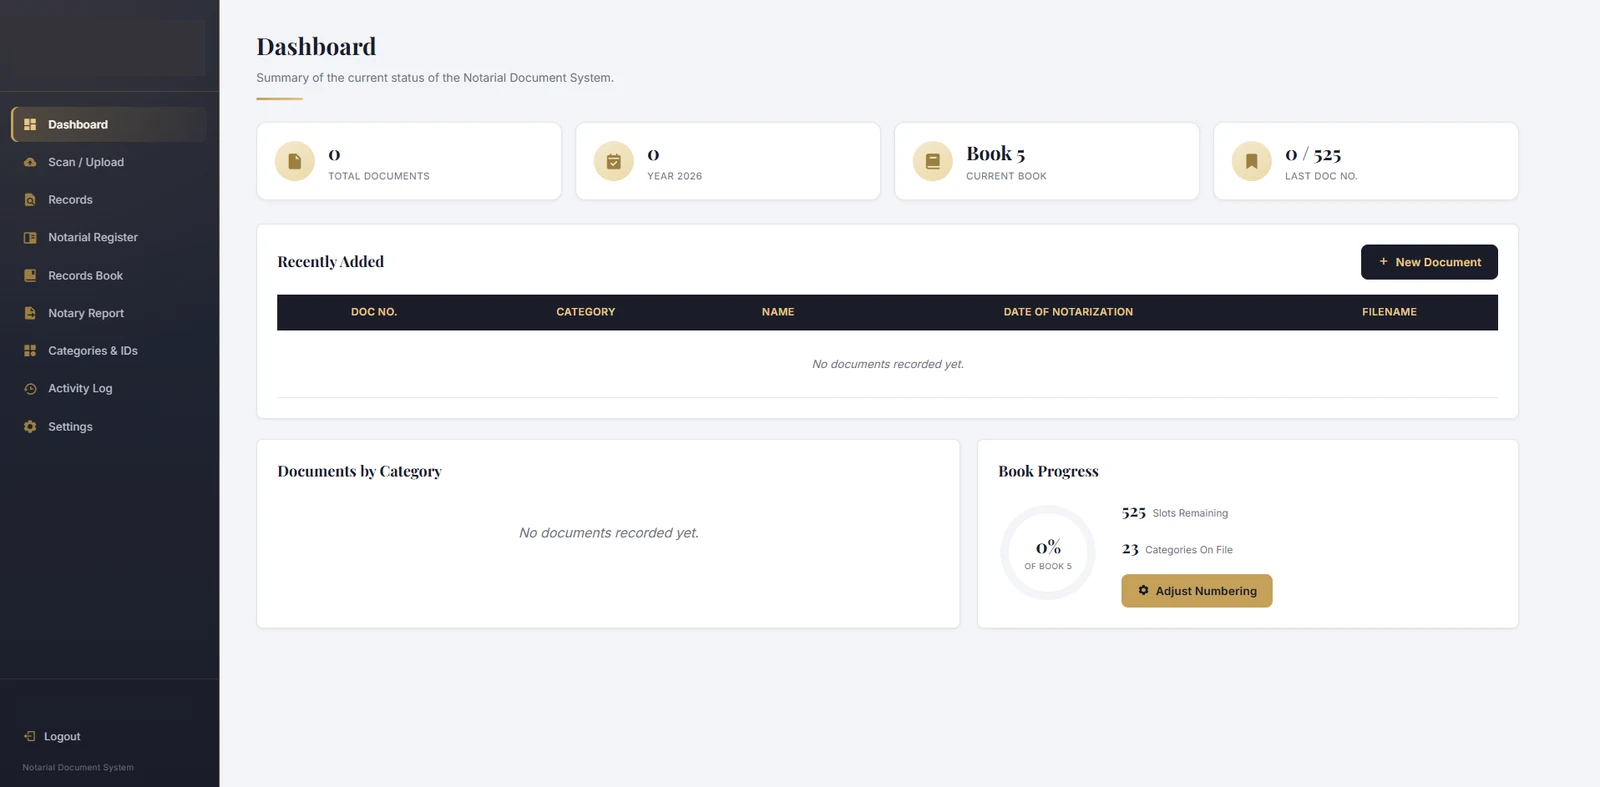 Dashboard
Scan / Upload
Records
Notarial Register
Records Book
Notary Report
Categories & IDs
Activity Log
Settings
Logout
Notarial Document System
Dashboard
Summary of the current status of the Notarial Document System.
0
TOTAL DOCUMENTS
0
YEAR 2026
Book 5
CURRENT BOOK
0 / 525
LAST DOC NO.
Recently Added
+ New Document
DOC NO. CATEGORY NAME DATE OF NOTARIZATION FILENAME
No documents recorded yet.
Documents by Category
No documents recorded yet.
Book Progress
0%
OF BOOK 5
525 Slots Remaining
23 Categories On File
Adjust Numbering